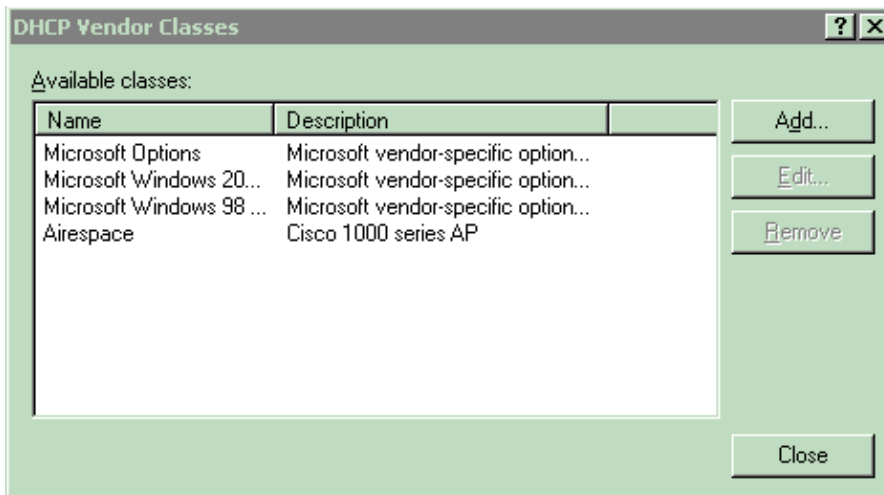 DHCP Vendor Classes
Available classes:
Name Description
Microsoft Options Microsoft vendor-specific option...
Microsoft Windows 20... Microsoft vendor-specific option...
Microsoft Windows 98 ... Microsoft vendor-specific option...
Airespace Cisco 1000 series AP
Add...
Edit...
Remove
Close